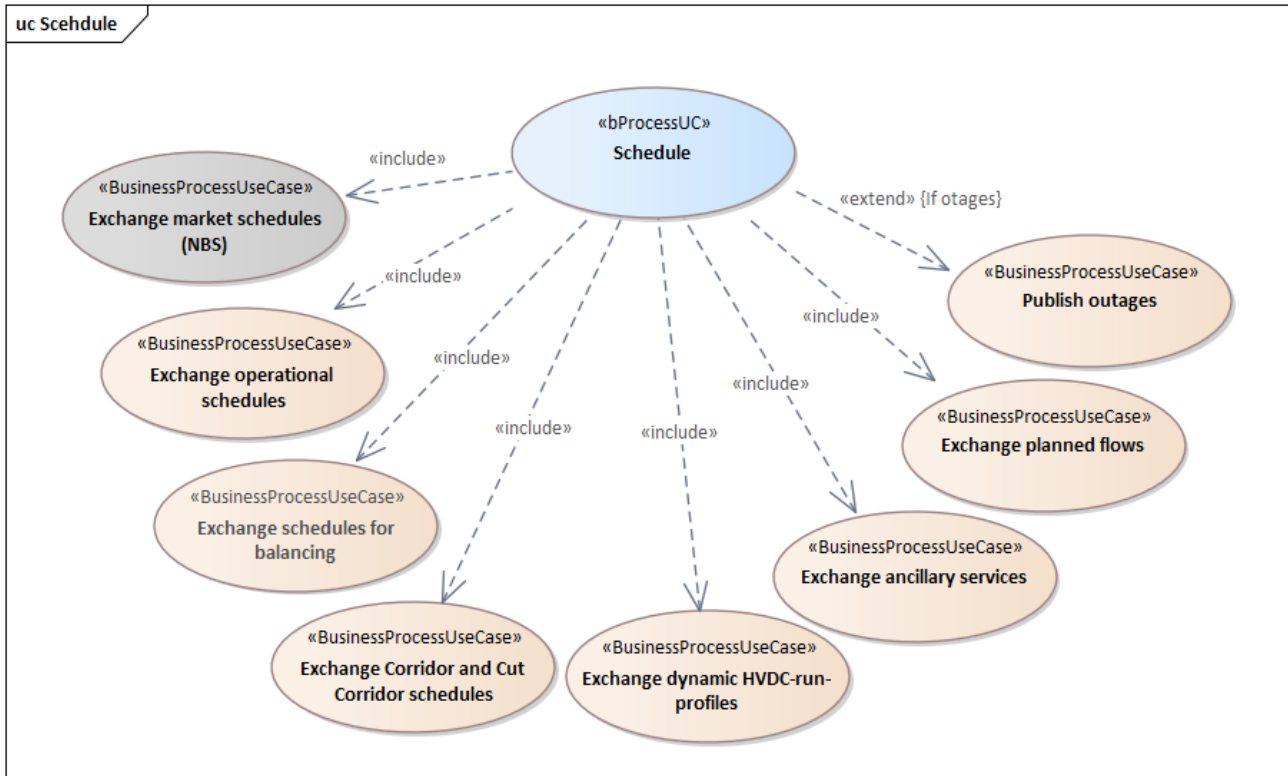 uc Scehdule
«bProcessUC»
Schedule
«include»
«BusinessProcessUseCase»
Exchange market schedules
(NBS)
«extend» {If otages}
«BusinessProcessUseCase»
Publish outages
«include»
«BusinessProcessUseCase»
Exchange operational
schedules
«include»
«BusinessProcessUseCase»
Exchange planned flows
«include»
«BusinessProcessUseCase»
Exchange schedules for
balancing
«include»
«BusinessProcessUseCase»
Exchange ancillary services
«include»
«BusinessProcessUseCase»
Exchange Corridor and Cut
Corridor schedules
«include»
«BusinessProcessUseCase»
Exchange dynamic HVDC-run-
profiles